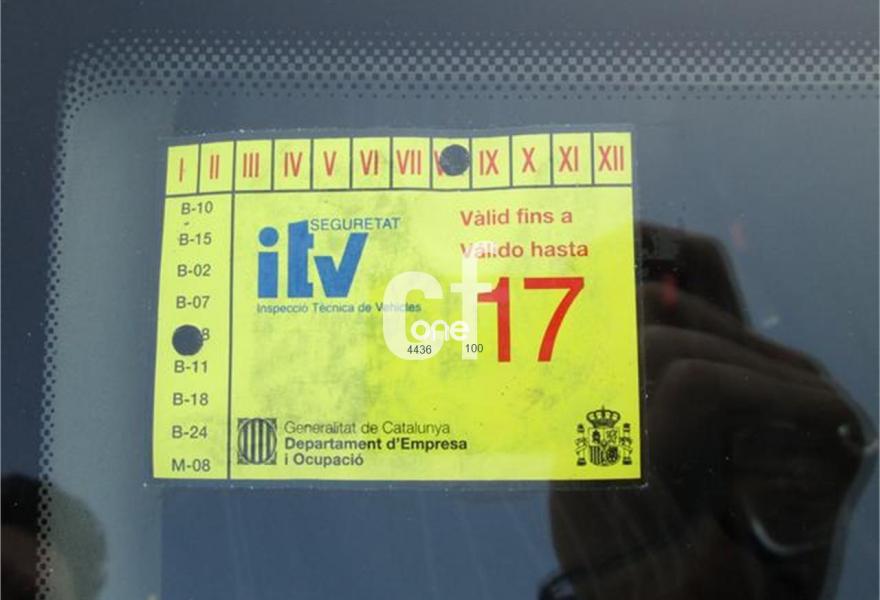 I II III IV V VI VII IX X XI XII
B-10
B-15
B-02
B-07
B-11
B-18
B-24
M-08
SEGURETAT
itv
Inspecció Tècnica de Vehicles
Vàlid fins a
Válido hasta
17
ct
one
4436 100
Generalitat de Catalunya
Departament d'Empresa
i Ocupació